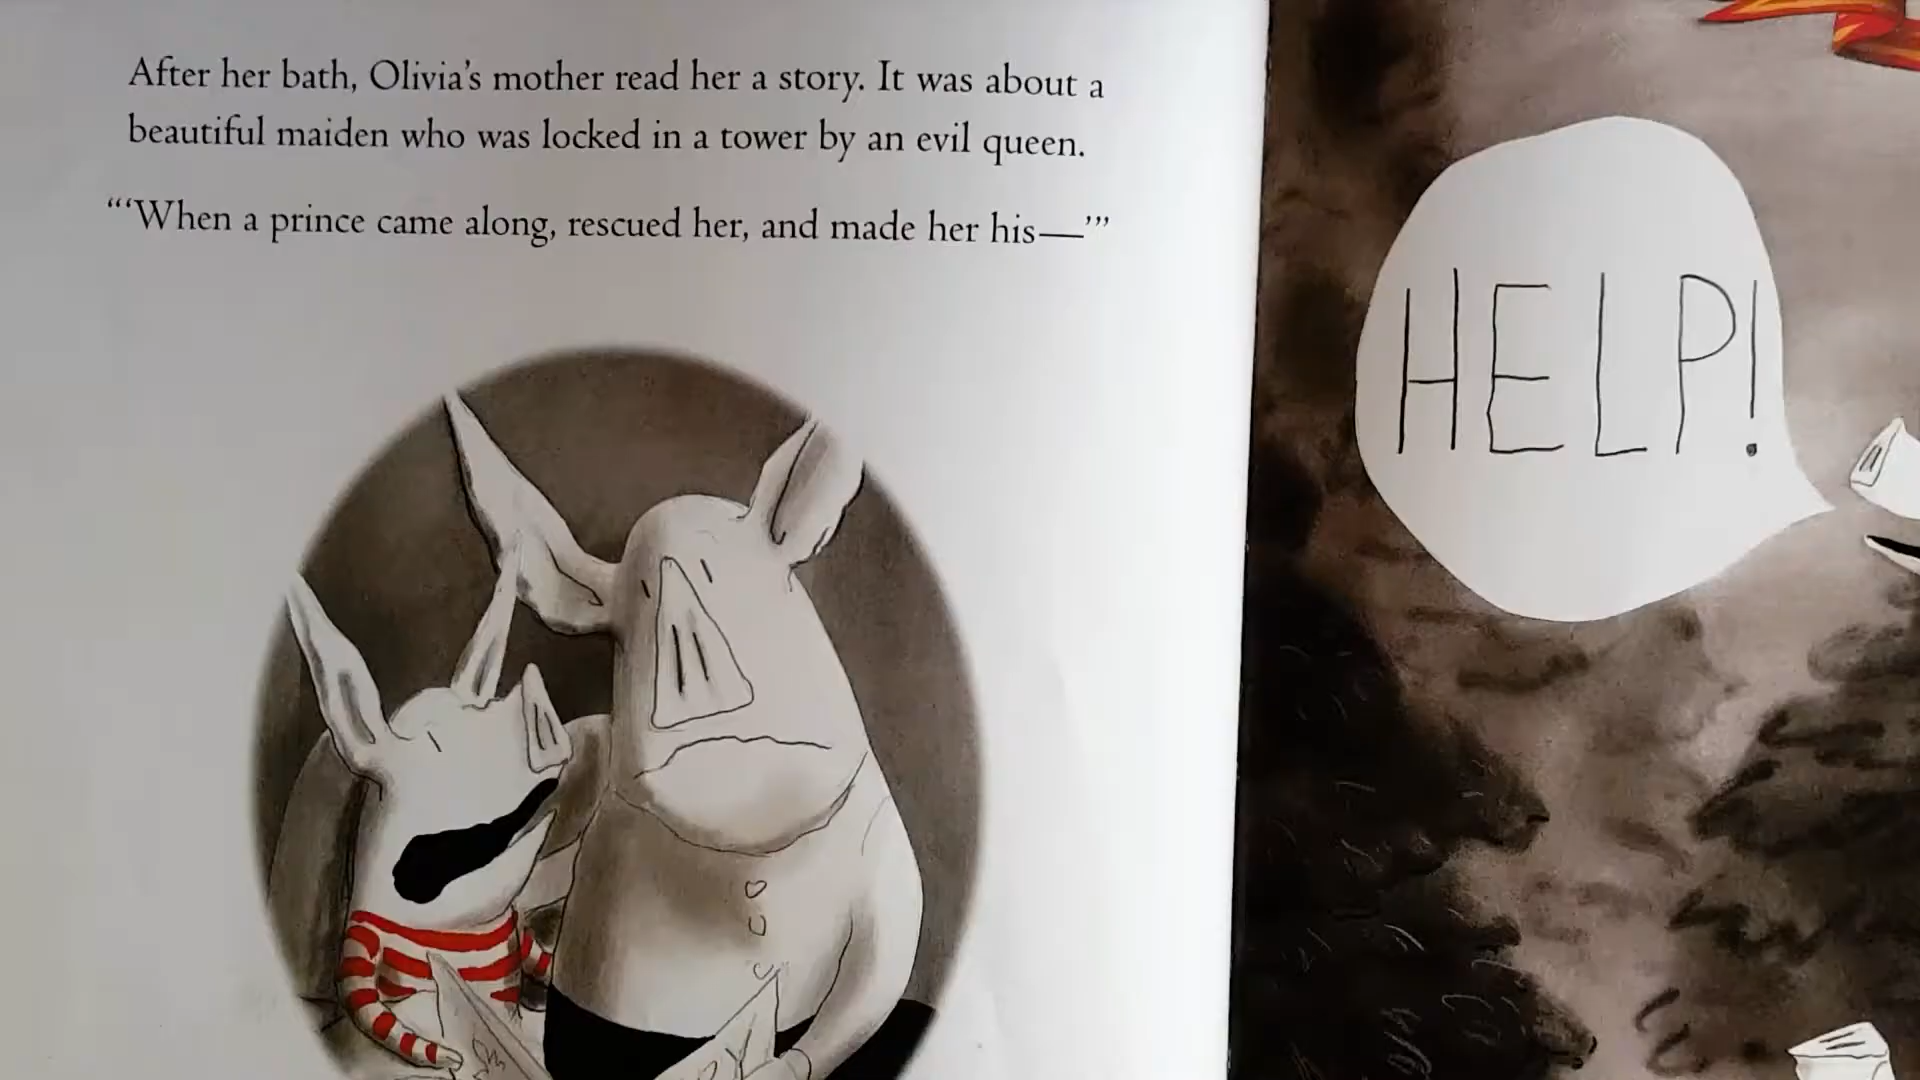 After her bath, Olivia’s mother read her a story. It was about a
beautiful maiden who was locked in a tower by an evil queen.
“‘When a prince came along, rescued her, and made her his—’”
HELP!